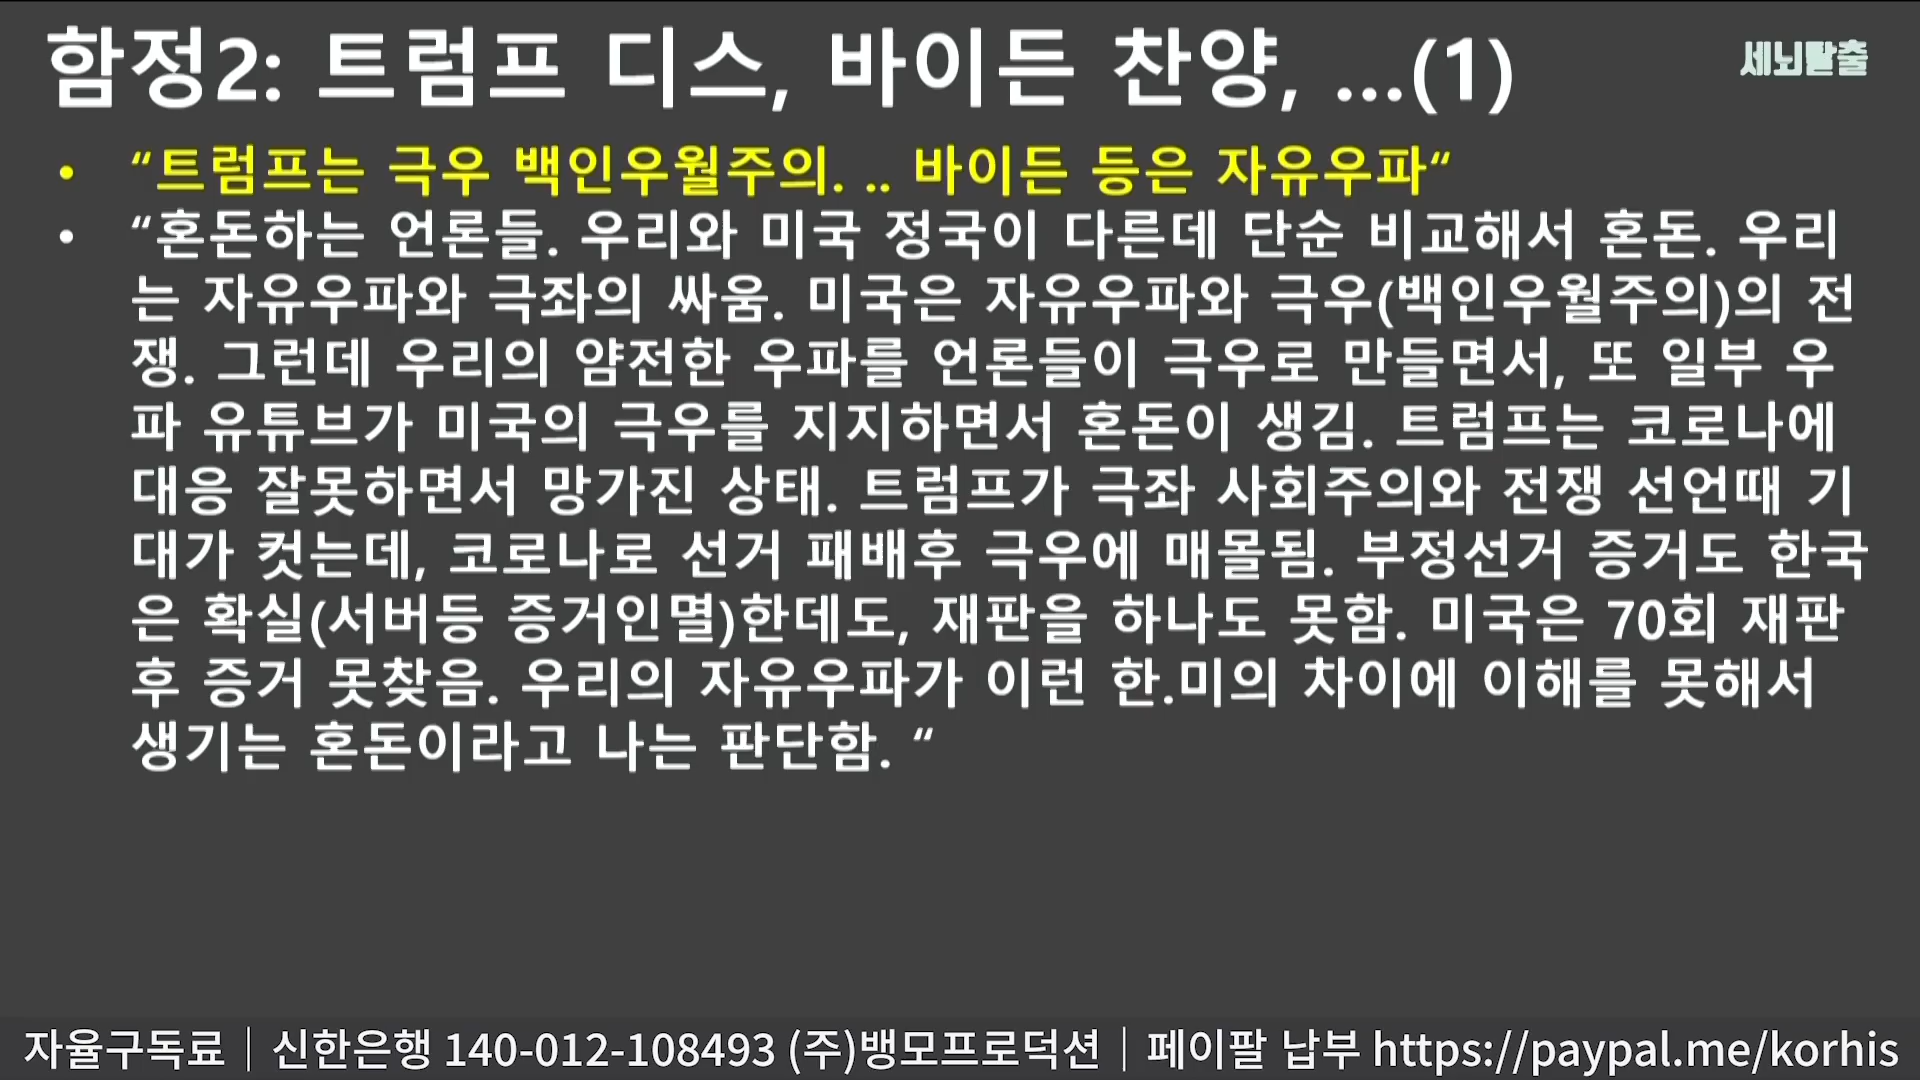 함정2: 트럼프 디스, 바이든 찬양, ...(1)
세뇌탈출
• “트럼프는 극우 백인우월주의. .. 바이든 등은 자유우파“
• “혼돈하는 언론들. 우리와 미국 정국이 다른데 단순 비교해서 혼돈. 우리
는 자유우파와 극좌의 싸움. 미국은 자유우파와 극우(백인우월주의)의 전
쟁. 그런데 우리의 얌전한 우파를 언론들이 극우로 만들면서, 또 일부 우
파 유튜브가 미국의 극우를 지지하면서 혼돈이 생김. 트럼프는 코로나에
대응 잘못하면서 망가진 상태. 트럼프가 극좌 사회주의와 전쟁 선언때 기
대가 컷는데, 코로나로 선거 패배후 극우에 매몰됨. 부정선거 증거도 한국
은 확실(서버등 증거인멸)한데도, 재판을 하나도 못함. 미국은 70회 재판
후 증거 못찾음. 우리의 자유우파가 이런 한.미의 차이에 이해를 못해서
생기는 혼돈이라고 나는 판단함. “
자율구독료｜신한은행 140-012-108493 (주)뱅모프로덕션｜페이팔 납부 https://paypal.me/korhis